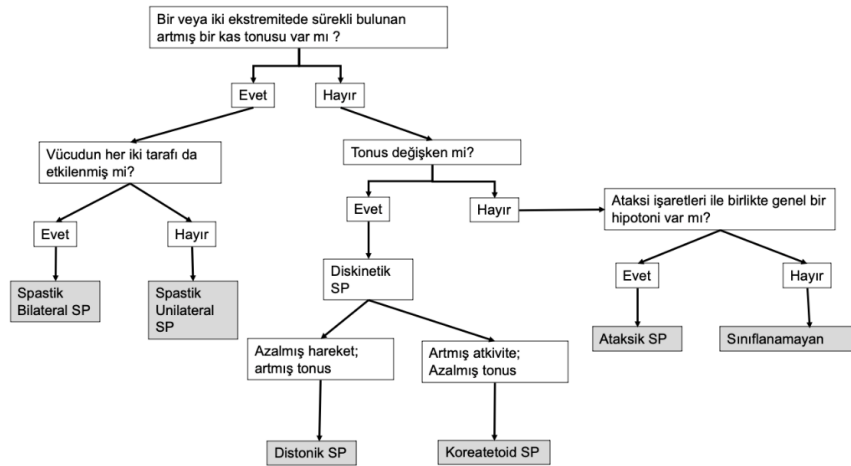 Bir veya iki ekstremitede sürekli bulunan
artmış bir kas tonusu var mı ?
Evet
Hayır
Vücudun her iki tarafı da
etkilenmiş mi?
Tonus değişken mi?
Evet
Hayır
Ataksi işaretleri ile birlikte genel bir
hipotoni var mı?
Evet
Hayır
Evet
Hayır
Spastik
Bilateral SP
Spastik
Unilateral
SP
Diskinetik
SP
Ataksik SP
Sınıflanamayan
Azalmış hareket;
artmış tonus
Artmış atkivite;
Azalmış tonus
Distonik SP
Koreatetoid SP